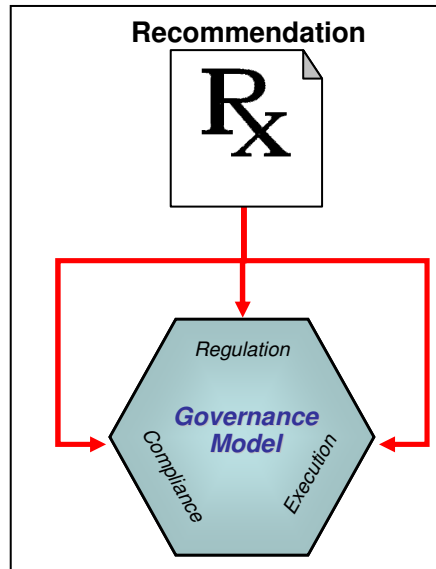 Recommendation
Rx
Regulation
Governance
Model
Compliance
Execution